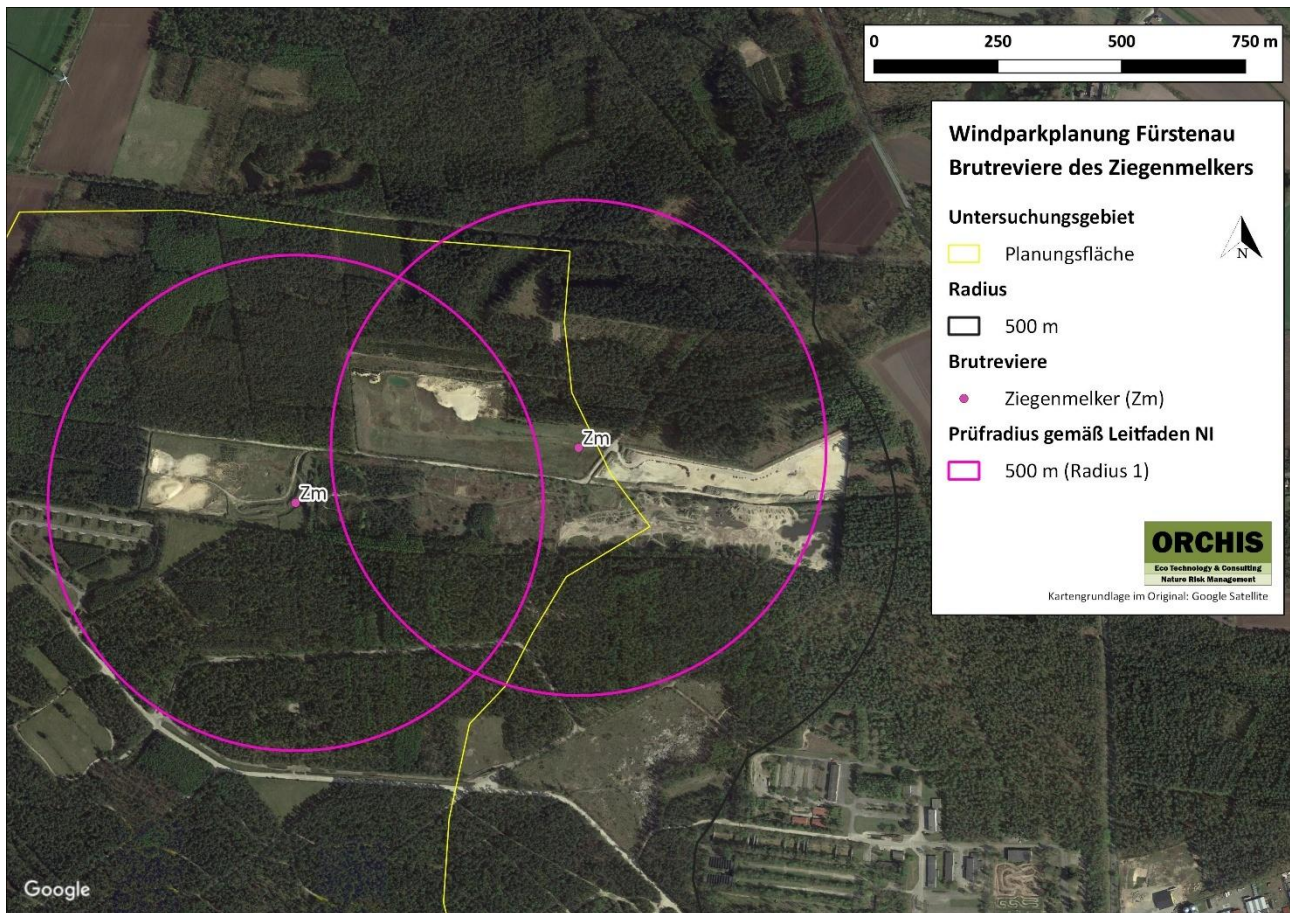 0 250 500 750 m
Windparkplanung Fürstenau
Brutreviere des Ziegenmelkers
Untersuchungsgebiet
Planungsfläche
N
Radius
500 m
Brutreviere
Ziegenmelker (Zm)
Prüfradius gemäß Leitfaden NI
500 m (Radius 1)
ORCHIS
Eco Technology & Consulting
Nature Risk Management
Kartengrundlage im Original: Google Satellite
Zm
Zm
Google